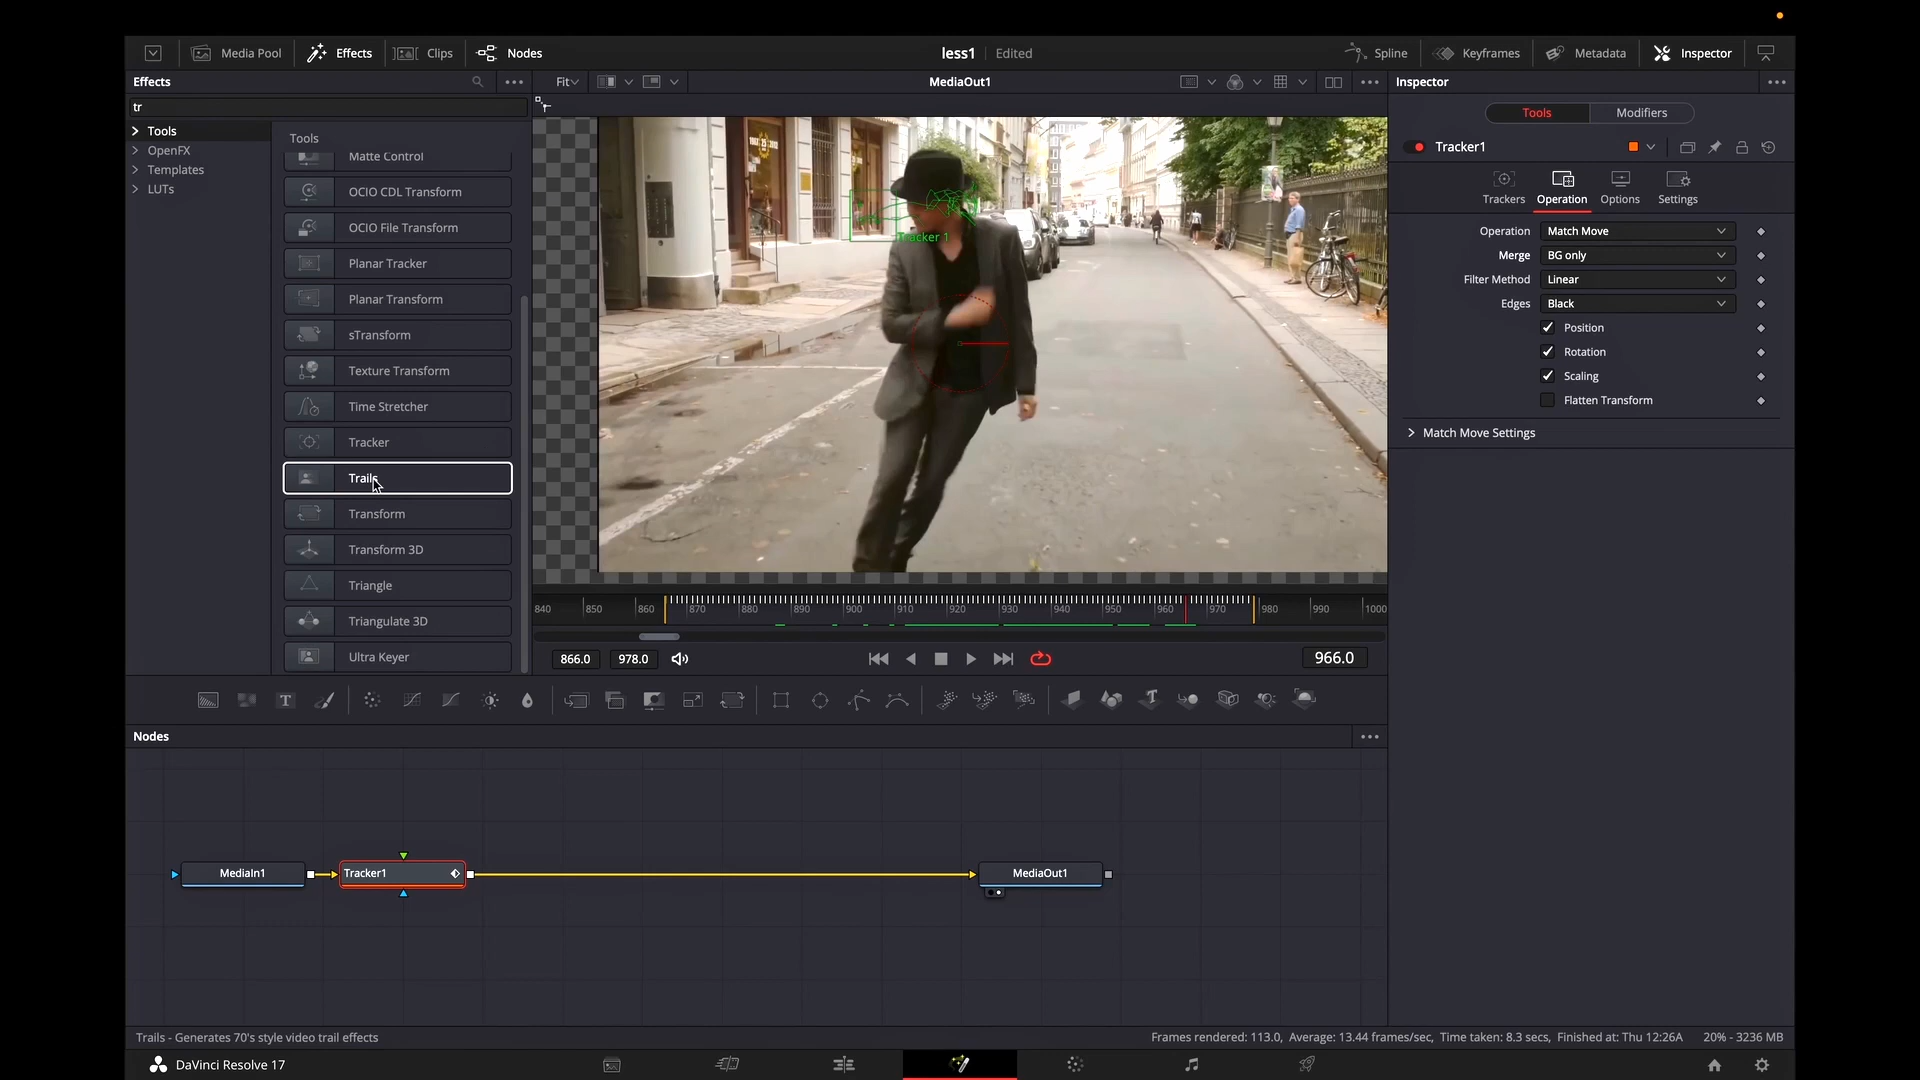 Media Pool
Effects
Clips
Nodes
less1
Edited
Spline
Keyframes
Metadata
Inspector
Effects
Fit
MediaOut1
Inspector
tr
Tools
OpenFX
Templates
LUTs
Tools
Matte Control
OCIO CDL Transform
OCIO File Transform
Planar Tracker
Planar Transform
sTransform
Texture Transform
Time Stretcher
Tracker
Trails
Transform
Transform 3D
Triangle
Triangulate 3D
Ultra Keyer
Tracker 1
840 850 860 870 880 890 900 910 920 930 940 950 960 970 980 990 1000
866.0 978.0 966.0
Tools Modifiers
Tracker1
Trackers Operation Options Settings
Operation Match Move
Merge BG only
Filter Method Linear
Edges Black
Position
Rotation
Scaling
Flatten Transform
Match Move Settings
Nodes
MediaIn1
Tracker1
MediaOut1
Trails - Generates 70's style video trail effects
Frames rendered: 113.0, Average: 13.44 frames/sec, Time taken: 8.3 secs, Finished at: Thu 12:26A
20% - 3236 MB
DaVinci Resolve 17